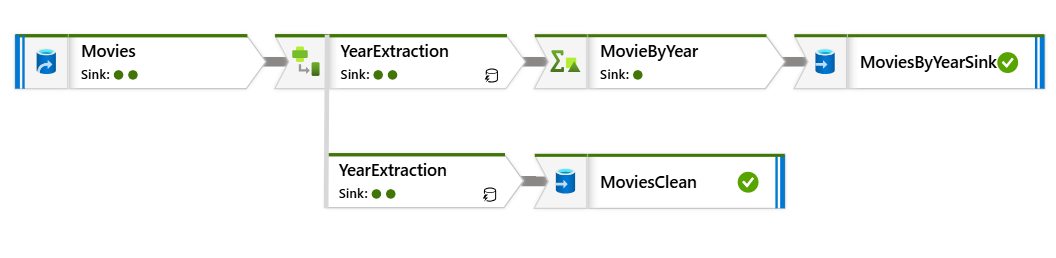 Movies
Sink:
YearExtraction
Sink:
MovieByYear
Sink:
MoviesByYearSink
YearExtraction
Sink:
MoviesClean